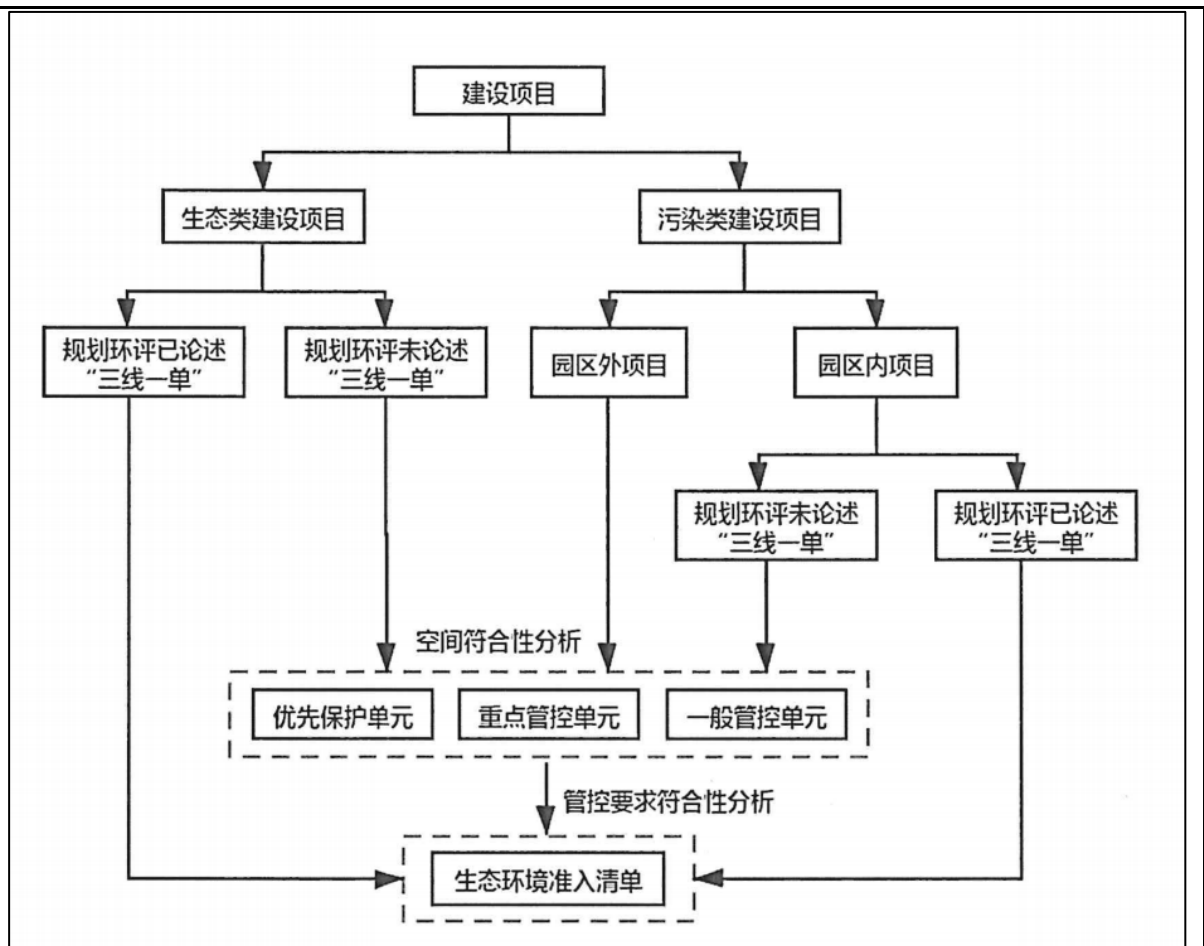 建设项目
生态类建设项目
污染类建设项目
规划环评已论述
“三线一单”
规划环评未论述
“三线一单”
园区外项目
园区内项目
规划环评未论述
“三线一单”
规划环评已论述
“三线一单”
空间符合性分析
优先保护单元
重点管控单元
一般管控单元
管控要求符合性分析
生态环境准入清单